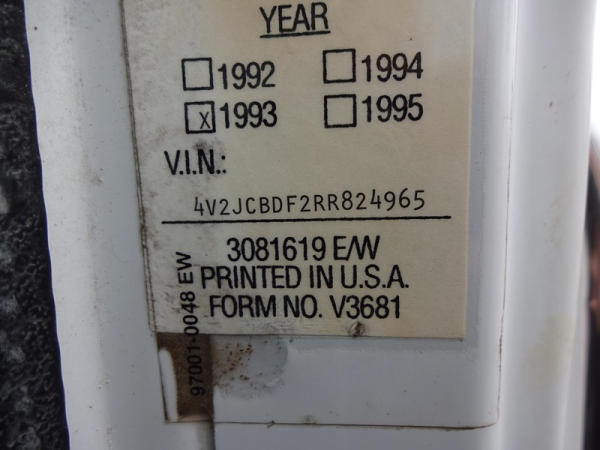 YEAR
1992
1994
x 1993
1995
V.I.N.:
4V2JCBDF2RR824965
3081619 E/W
PRINTED IN U.S.A.
FORM NO. V3681
97001-0048 EW